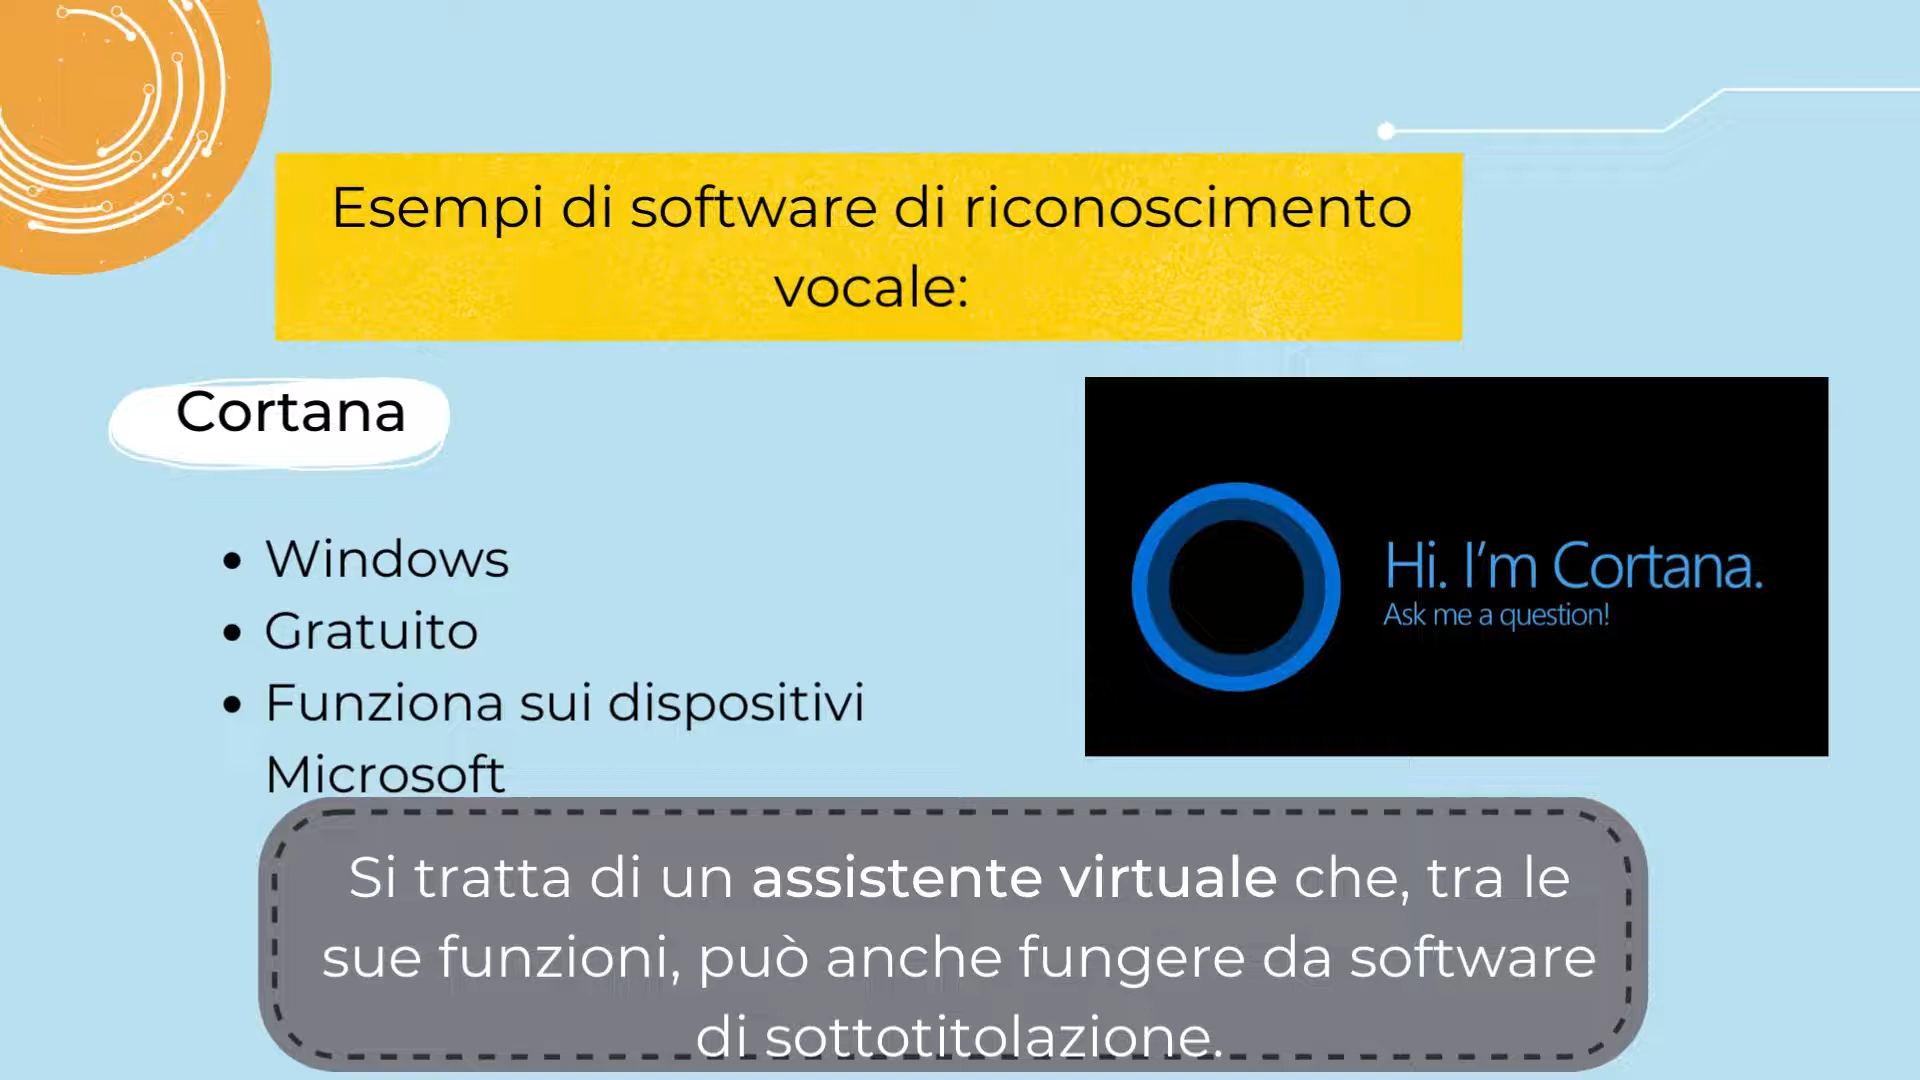 Esempi di software di riconoscimento
vocale:
Cortana
• Windows
• Gratuito
• Funziona sui dispositivi
Microsoft
Hi. I'm Cortana.
Ask me a question!
Si tratta di un assistente virtuale che, tra le
sue funzioni, può anche fungere da software
di sottotitolazione.